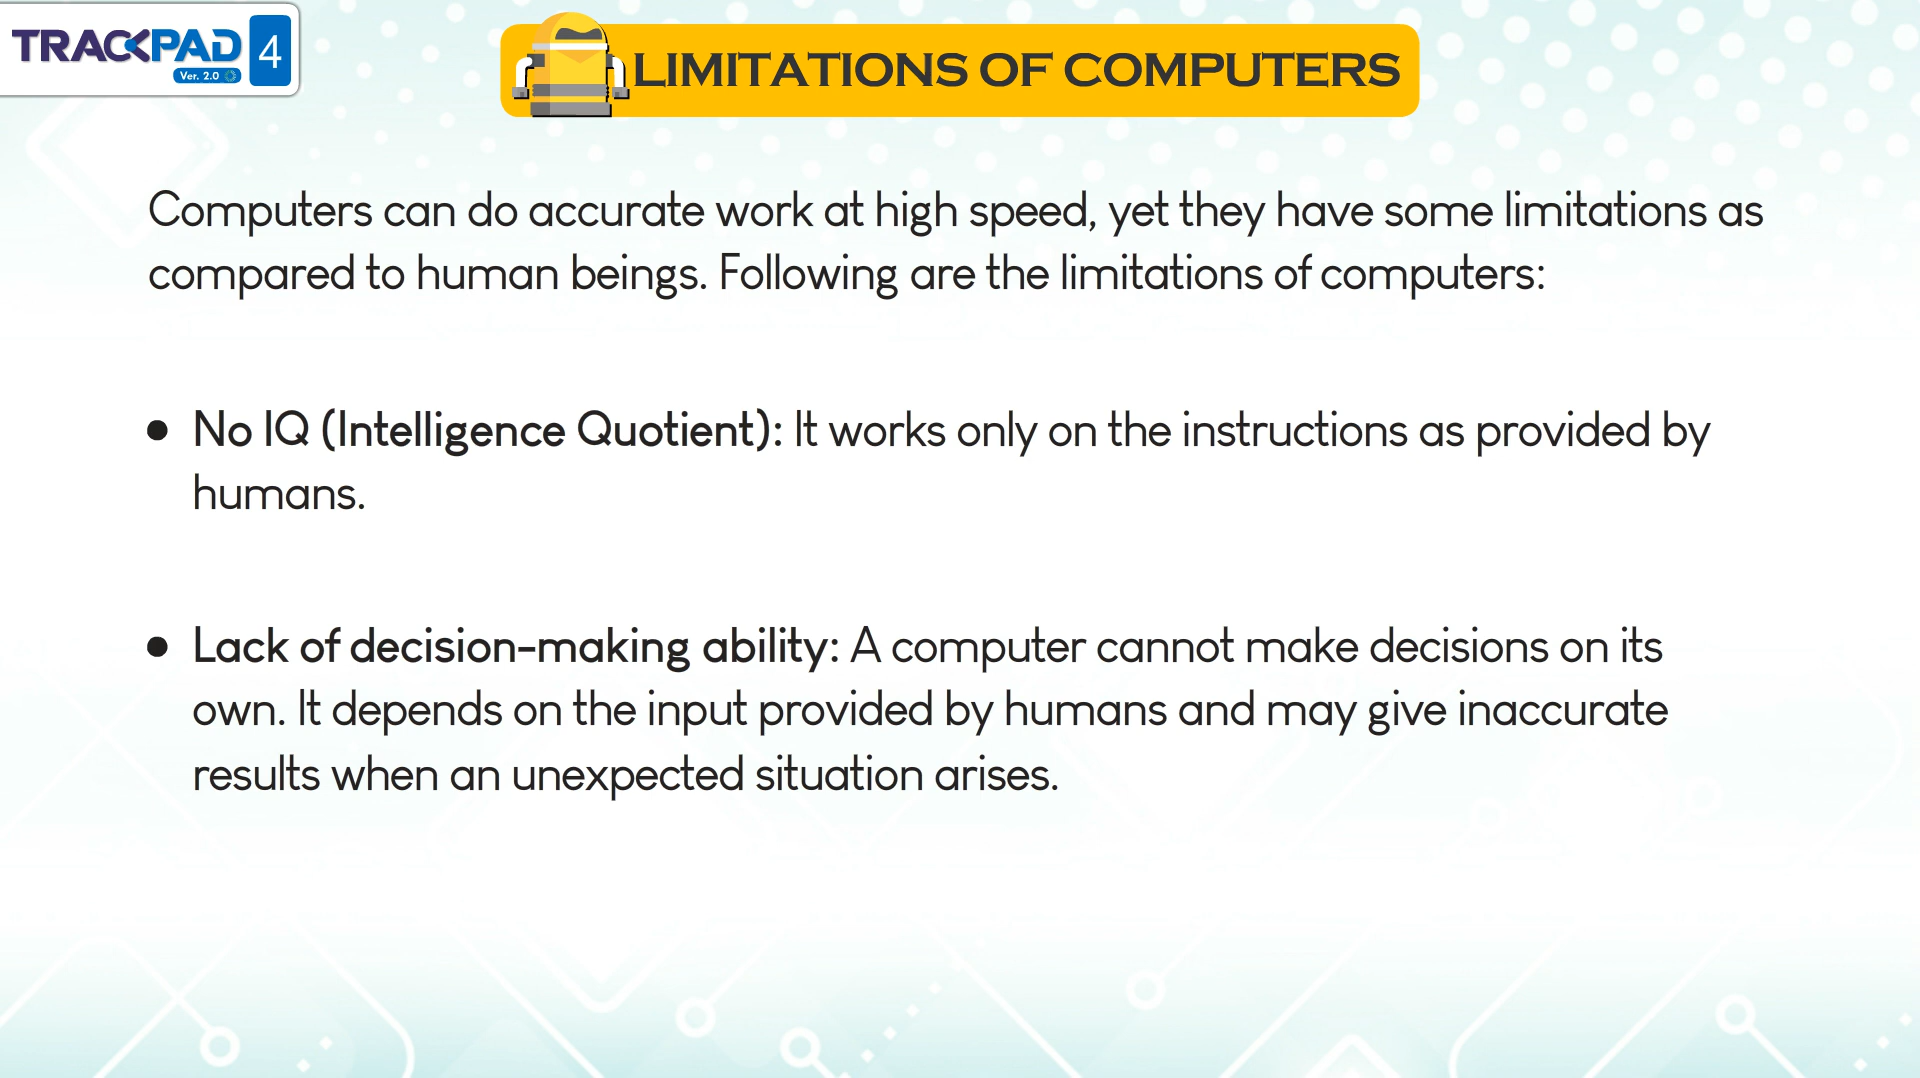 TRACKPAD
Ver. 2.0
4
LIMITATIONS OF COMPUTERS
Computers can do accurate work at high speed, yet they have some limitations as
compared to human beings. Following are the limitations of computers:
• No IQ (Intelligence Quotient): It works only on the instructions as provided by
humans.
• Lack of decision-making ability: A computer cannot make decisions on its
own. It depends on the input provided by humans and may give inaccurate
results when an unexpected situation arises.